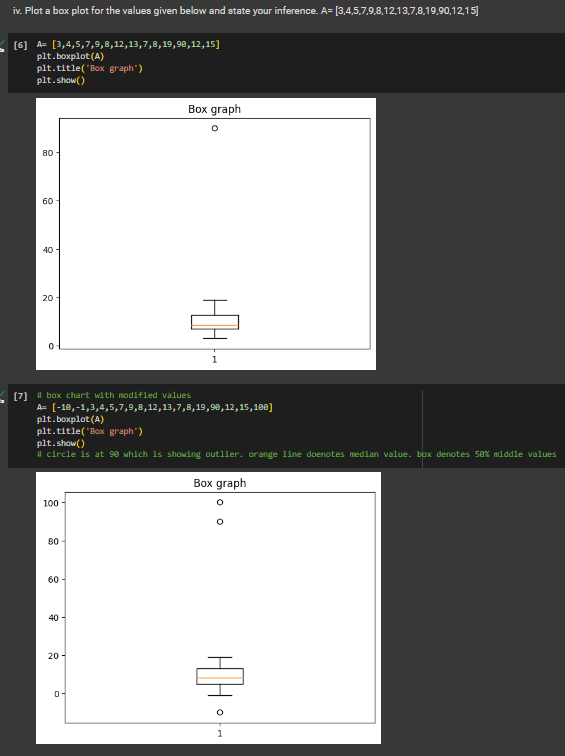 iv. Plot a box plot for the values given below and state your inference. A= [3,4,5,7,9,8,12,13,7,8,19,90,12,15]
[6] A= [3,4,5,7,9,8,12,13,7,8,19,90,12,15]
plt.boxplot(A)
plt.title('Box graph')
plt.show()
Box graph
80
60
40
20
0
1
[7] # box chart with modified values
A= [-10,-1,3,4,5,7,9,8,12,13,7,8,19,90,12,15,100]
plt.boxplot(A)
plt.title('Box graph')
plt.show()
# circle is at 90 which is showing outlier. orange line doenotes median value. box denotes 50% middle values
Box graph
100
80
60
40
20
0
1